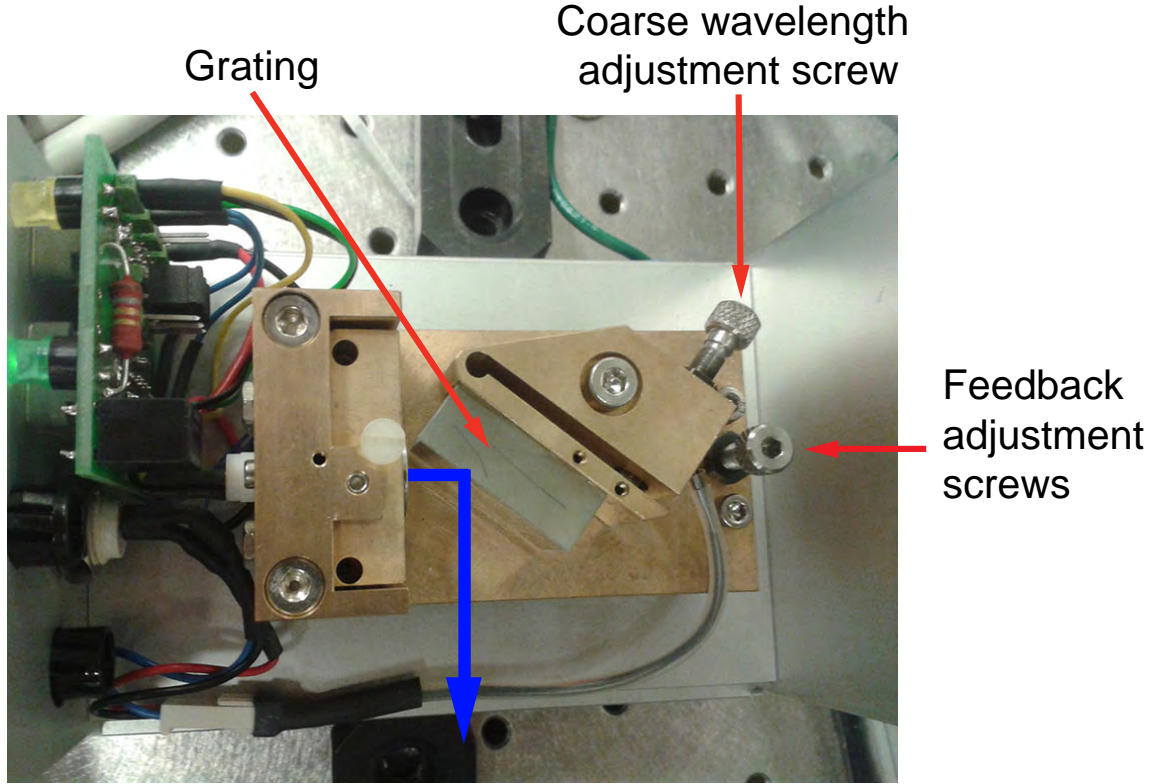 Coarse wavelength
adjustment screw
Grating
Feedback
adjustment
screws